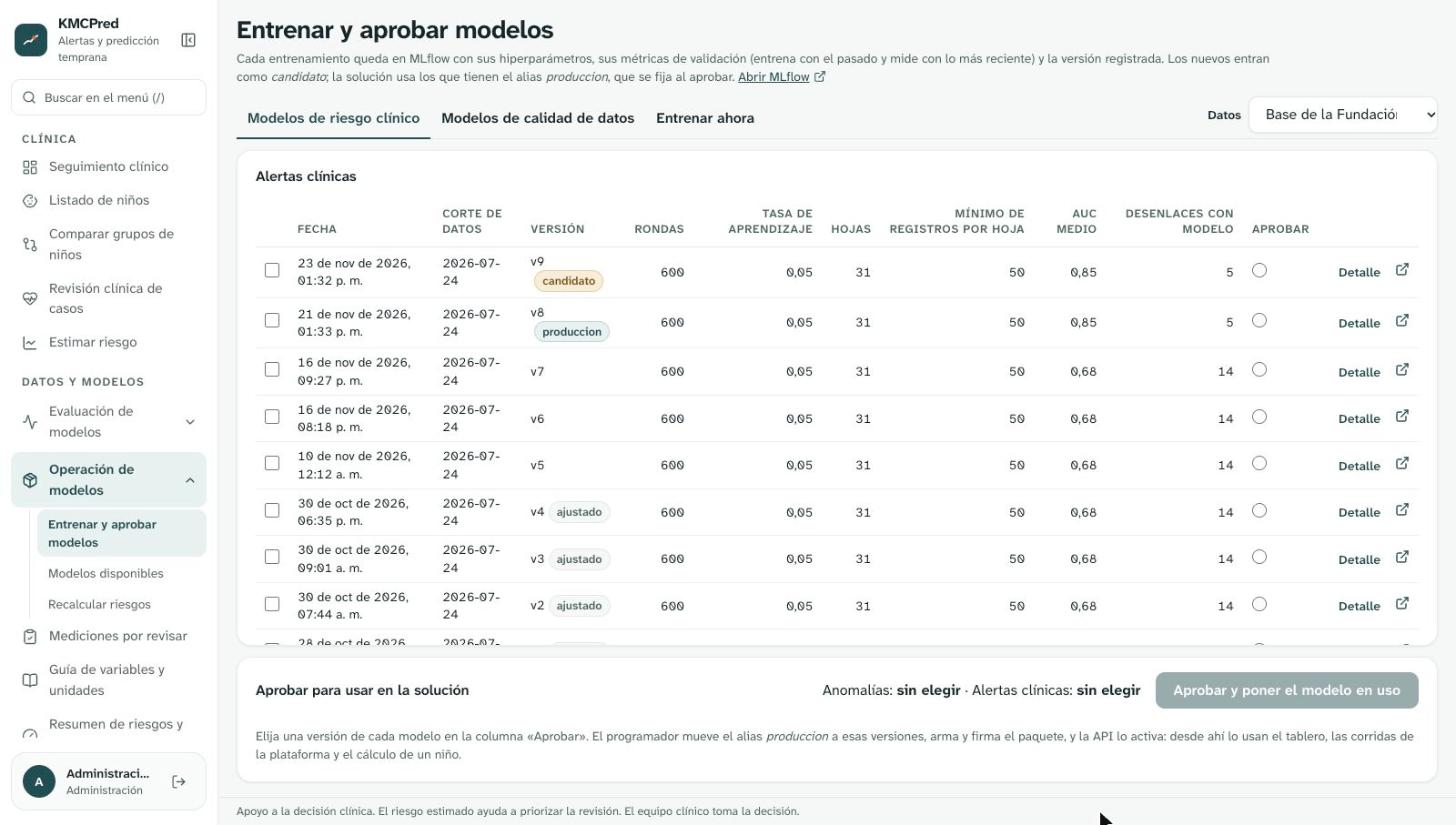 KMCPred
Alertas y predicción
temprana
Buscar en el menú (/)
CLÍNICA
Seguimiento clínico
Listado de niños
Comparar grupos de
niños
Revisión clínica de
casos
Estimar riesgo
DATOS Y MODELOS
Evaluación de
modelos
Operación de
modelos
Entrenar y aprobar
modelos
Modelos disponibles
Recalcular riesgos
Mediciones por revisar
Guía de variables y
unidades
Resumen de riesgos y
A
Administraci...
Administración
Entrenar y aprobar modelos
Cada entrenamiento queda en MLflow con sus hiperparámetros, sus métricas de validación (entrena con el pasado y mide con lo más reciente) y la versión registrada. Los nuevos entran
como candidato; la solución usa los que tienen el alias produccion, que se fija al aprobar. Abrir MLflow
Modelos de riesgo clínico Modelos de calidad de datos Entrenar ahora Datos Base de la Fundació
Alertas clínicas
CORTE DE TASA DE MÍNIMO DE AUC DESENLACES CON
FECHA DATOS VERSIÓN RONDAS APRENDIZAJE HOJAS REGISTROS POR HOJA MEDIO MODELO APROBAR
23 de nov de 2026, 2026-07- v9
01:32 p. m. 24 candidato 600 0,05 31 50 0,85 5 Detalle
21 de nov de 2026, 2026-07- v8
01:33 p. m. 24 produccion 600 0,05 31 50 0,85 5 Detalle
16 de nov de 2026, 2026-07-
09:27 p. m. 24 v7 600 0,05 31 50 0,68 14 Detalle
16 de nov de 2026, 2026-07-
08:18 p. m. 24 v6 600 0,05 31 50 0,68 14 Detalle
10 de nov de 2026, 2026-07-
12:12 a. m. 24 v5 600 0,05 31 50 0,68 14 Detalle
30 de oct de 2026, 2026-07-
06:35 p. m. 24 v4 ajustado 600 0,05 31 50 0,68 14 Detalle
30 de oct de 2026, 2026-07-
09:01 a. m. 24 v3 ajustado 600 0,05 31 50 0,68 14 Detalle
30 de oct de 2026, 2026-07-
07:44 a. m. 24 v2 ajustado 600 0,05 31 50 0,68 14 Detalle
28 de oct de 2026, 2026-07-
Aprobar para usar en la solución Anomalías: sin elegir · Alertas clínicas: sin elegir Aprobar y poner el modelo en uso
Elija una versión de cada modelo en la columna «Aprobar». El programador mueve el alias produccion a esas versiones, arma y firma el paquete, y la API lo activa: desde ahí lo usan el tablero, las corridas de
la plataforma y el cálculo de un niño.
Apoyo a la decisión clínica. El riesgo estimado ayuda a priorizar la revisión. El equipo clínico toma la decisión.